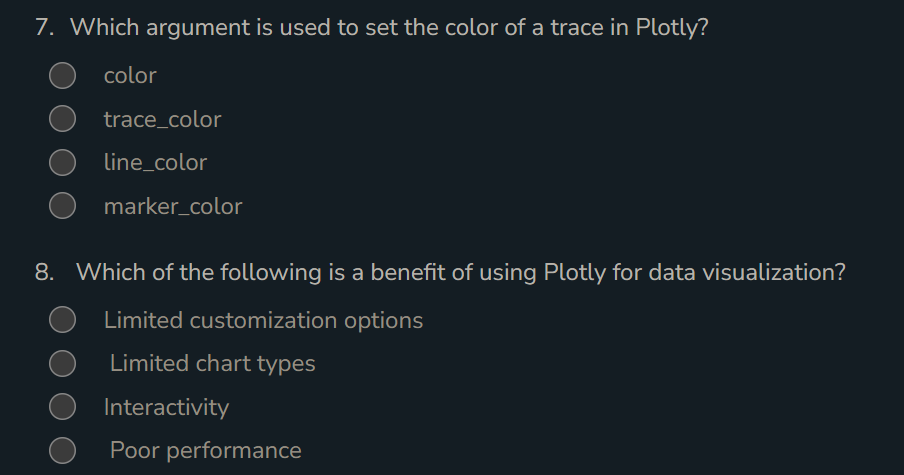 7. Which argument is used to set the color of a trace in Plotly?
color
trace_color
line_color
marker_color
8. Which of the following is a benefit of using Plotly for data visualization?
Limited customization options
Limited chart types
Interactivity
Poor performance